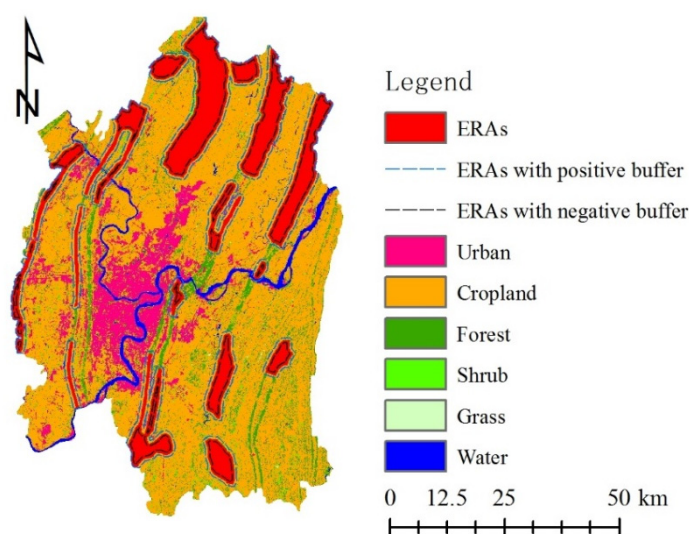 N
Legend
ERAs
ERAs with positive buffer
ERAs with negative buffer
Urban
Cropland
Forest
Shrub
Grass
Water
0 12.5 25 50 km